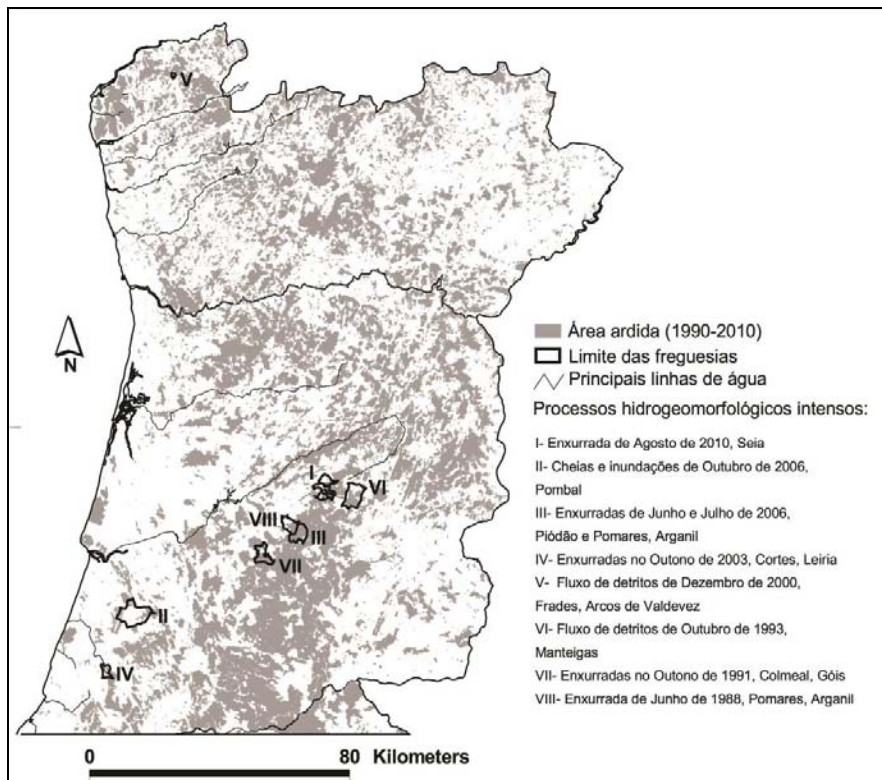 V
N
I
VI
VIII
III
VII
II
IV
Área ardida (1990-2010)
Limite das freguesias
Principais linhas de água
Processos hidrogeomorfológicos intensos:
I- Enxurrada de Agosto de 2010, Seia
II- Cheias e inundações de Outubro de 2006,
Pombal
III- Enxurradas de Junho e Julho de 2006,
Piódão e Pomares, Arganil
IV- Enxurradas no Outono de 2003, Cortes, Leiria
V- Fluxo de detritos de Dezembro de 2000,
Frades, Arcos de Valdevez
VI- Fluxo de detritos de Outubro de 1993,
Manteigas
VII- Enxurradas no Outono de 1991, Colmeal, Góis
VIII- Enxurrada de Junho de 1988, Pomares, Arganil
0 80 Kilometers